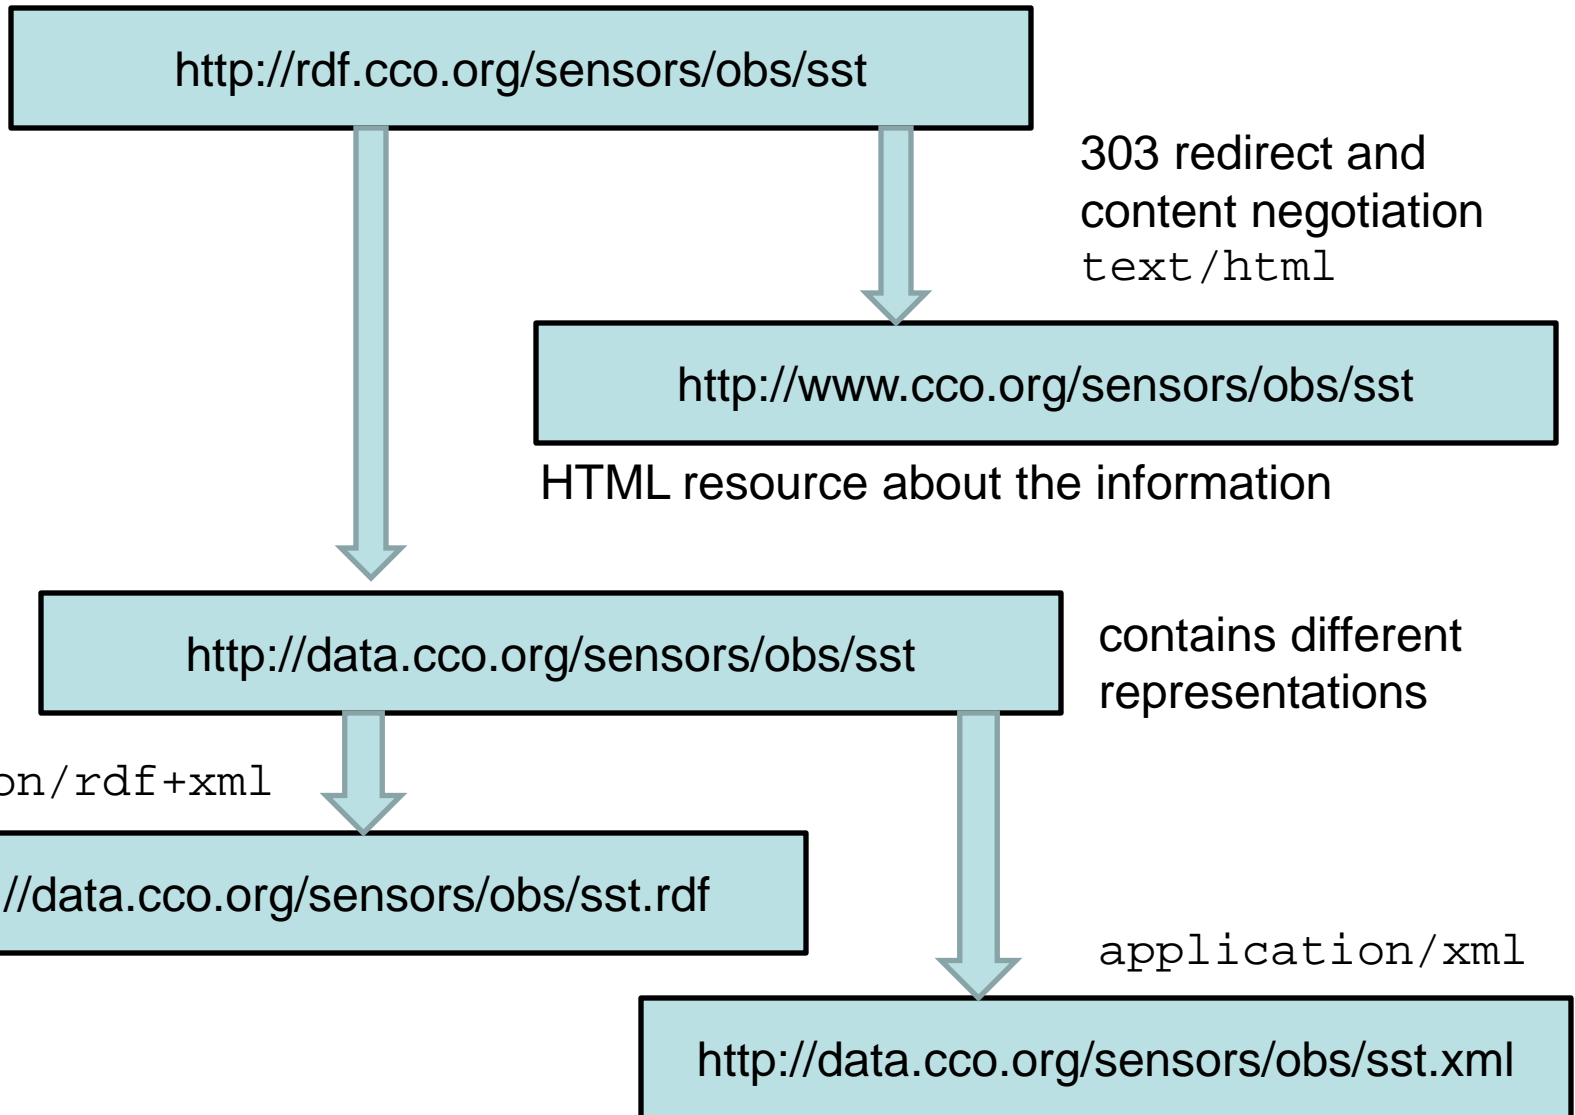 http://rdf.cco.org/sensors/obs/sst
303 redirect and
content negotiation
text/html
http://www.cco.org/sensors/obs/sst
HTML resource about the information
http://data.cco.org/sensors/obs/sst
contains different
representations
on/rdf+xml
//data.cco.org/sensors/obs/sst.rdf
application/xml
http://data.cco.org/sensors/obs/sst.xml